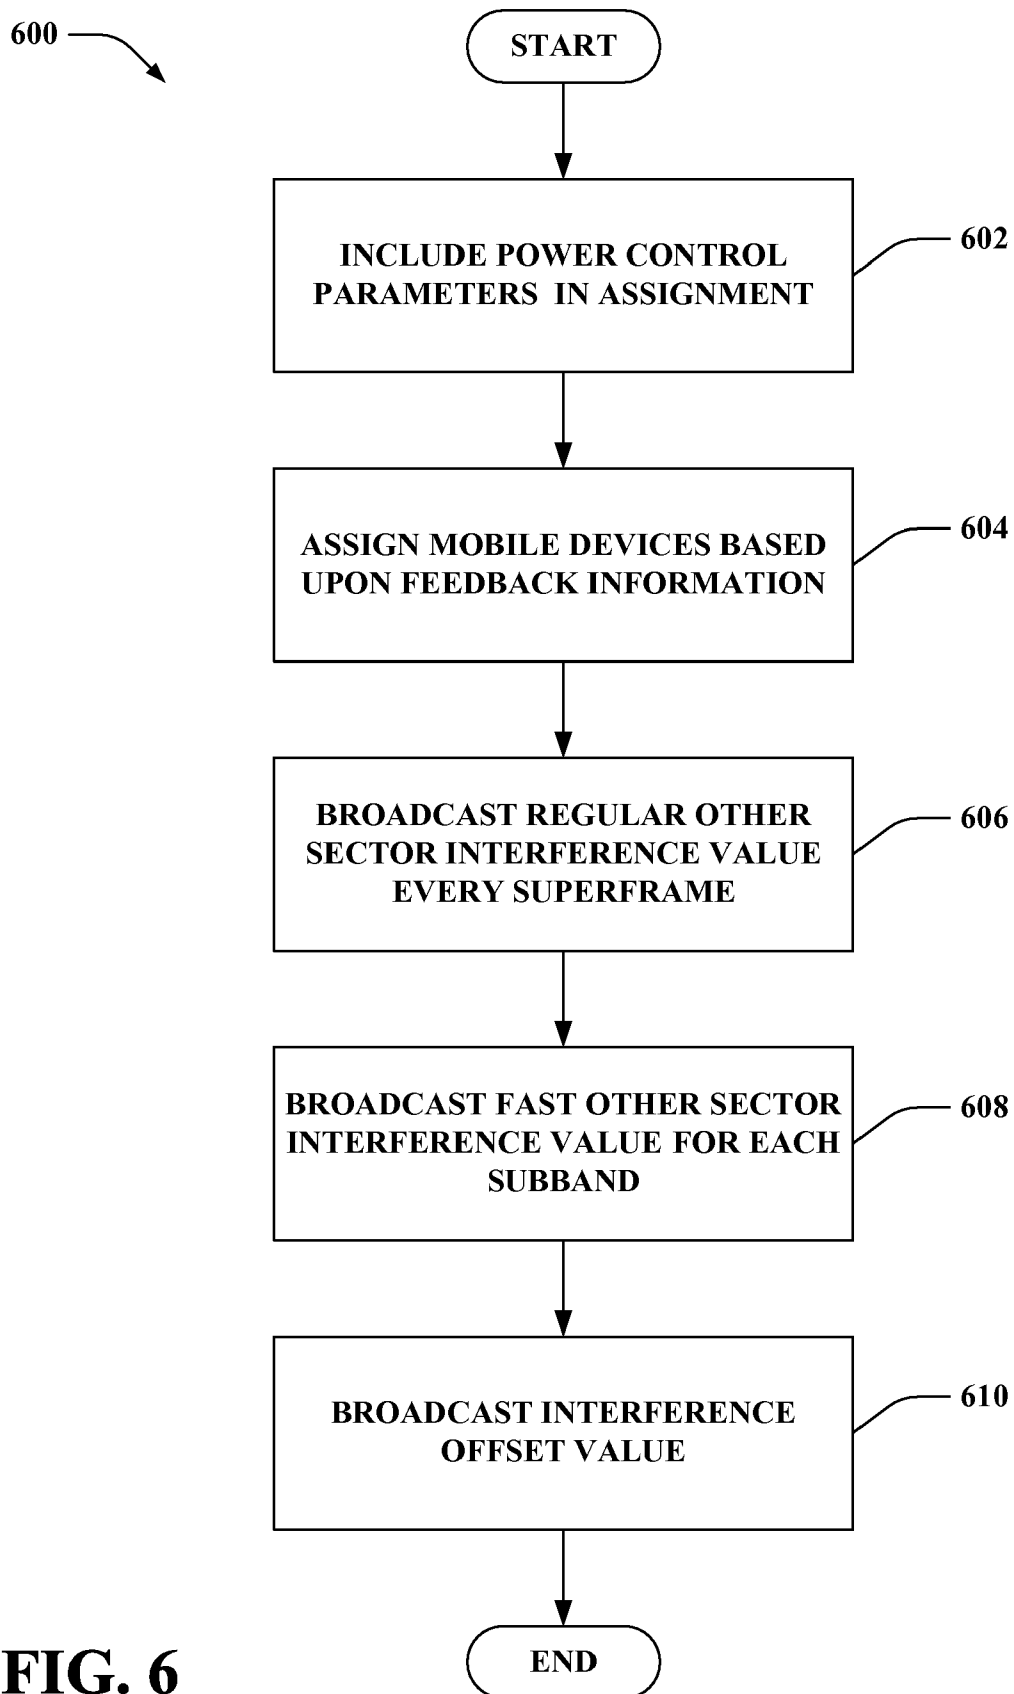 600
START
INCLUDE POWER CONTROL
PARAMETERS IN ASSIGNMENT
602
ASSIGN MOBILE DEVICES BASED
UPON FEEDBACK INFORMATION
604
BROADCAST REGULAR OTHER
SECTOR INTERFERENCE VALUE
EVERY SUPERFRAME
606
BROADCAST FAST OTHER SECTOR
INTERFERENCE VALUE FOR EACH
SUBBAND
608
BROADCAST INTERFERENCE
OFFSET VALUE
610
END
FIG. 6